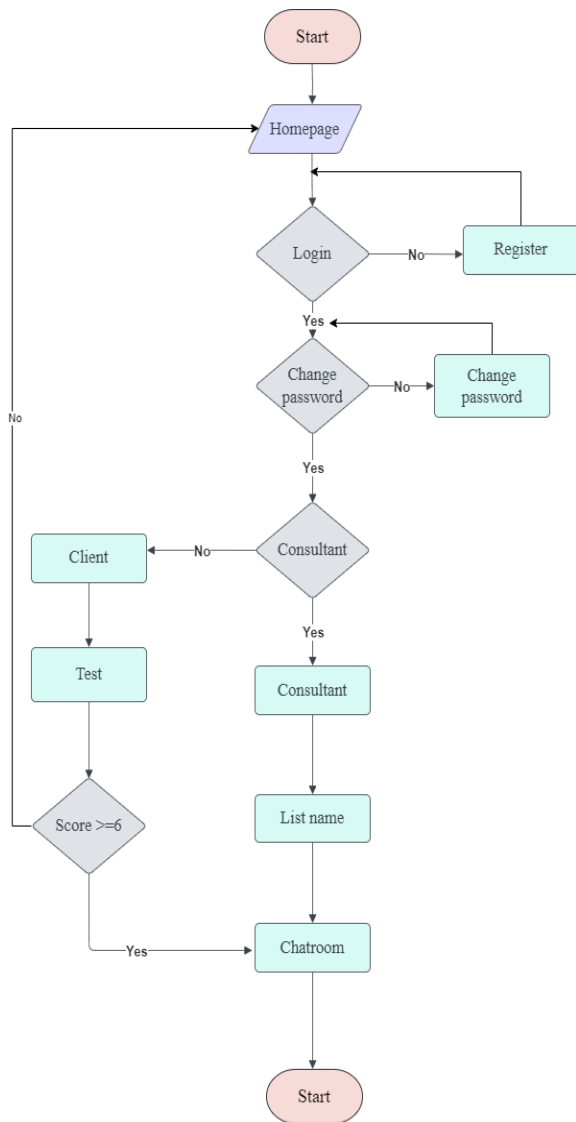 Start
Homepage
Login
No
Register
Yes
Change
password
No
Change
password
Yes
No
Client
No
Consultant
Yes
Test
Consultant
Score >=6
List name
Yes
Chatroom
Start